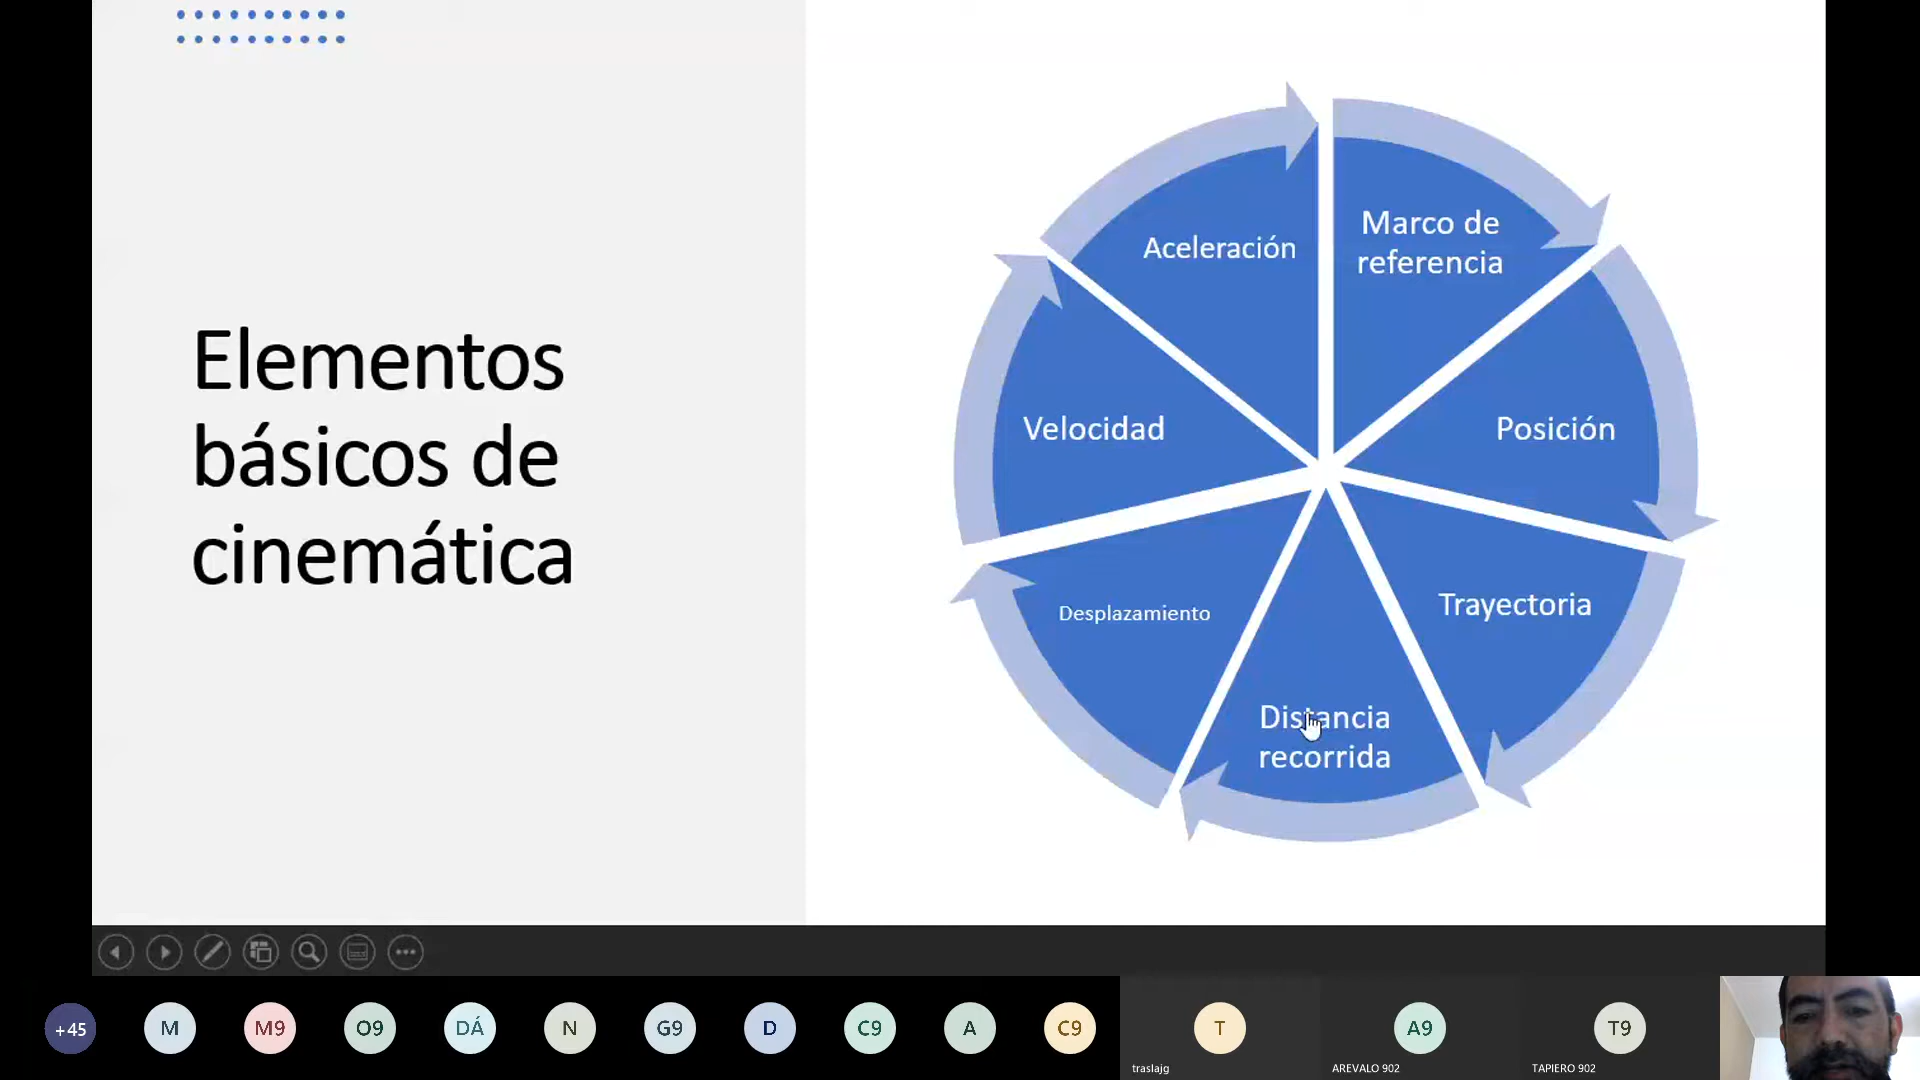 Elementos
básicos de
cinemática
Marco de
referencia
Posición
Trayectoria
Distancia
recorrida
Desplazamiento
Velocidad
Aceleración
+45
M
M9
O9
DÁ
N
G9
D
C9
A
C9
T
A9
T9
traslajg
AREVALO 902
TAPIERO 902